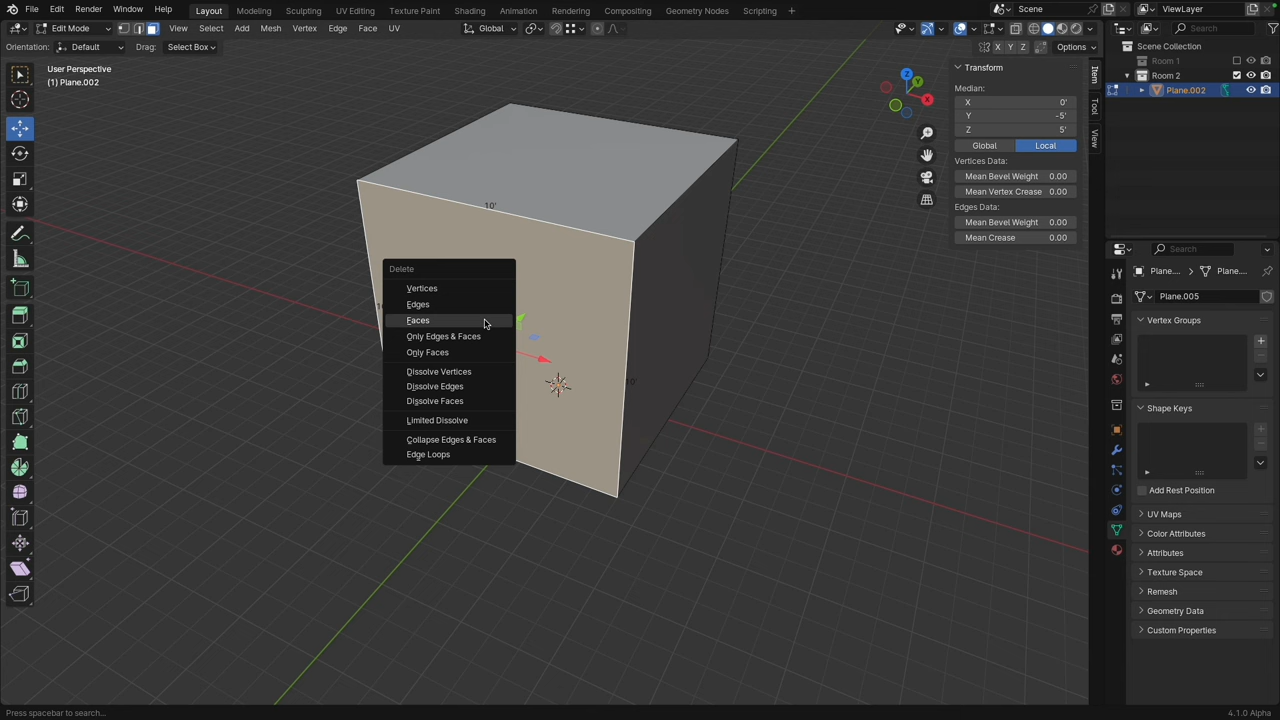 File Edit Render Window Help Layout Modeling Sculpting UV Editing Texture Paint Shading Animation Rendering Compositing Geometry Nodes Scripting + Scene ViewLayer
Edit Mode View Select Add Mesh Vertex Edge Face UV Global Search
Orientation: Default Drag: Select Box X Y Z Options
Scene Collection
Room 1
Room 2
Plane.002
User Perspective
(1) Plane.002
Z
Y
X
Transform
Median:
X 0'
Y -5'
Z 5'
Global Local
Vertices Data:
Mean Bevel Weight 0.00
Mean Vertex Crease 0.00
Edges Data:
Mean Bevel Weight 0.00
Mean Crease 0.00
Item
Tool
View
10'
Delete
Vertices
Edges
Faces
Only Edges & Faces
Only Faces
Dissolve Vertices
Dissolve Edges
Dissolve Faces
Limited Dissolve
Collapse Edges & Faces
Edge Loops
Search
Plane.... Plane....
Plane.005
Vertex Groups
Shape Keys
Add Rest Position
UV Maps
Color Attributes
Attributes
Texture Space
Remesh
Geometry Data
Custom Properties
Press spacebar to search...
4.1.0 Alpha